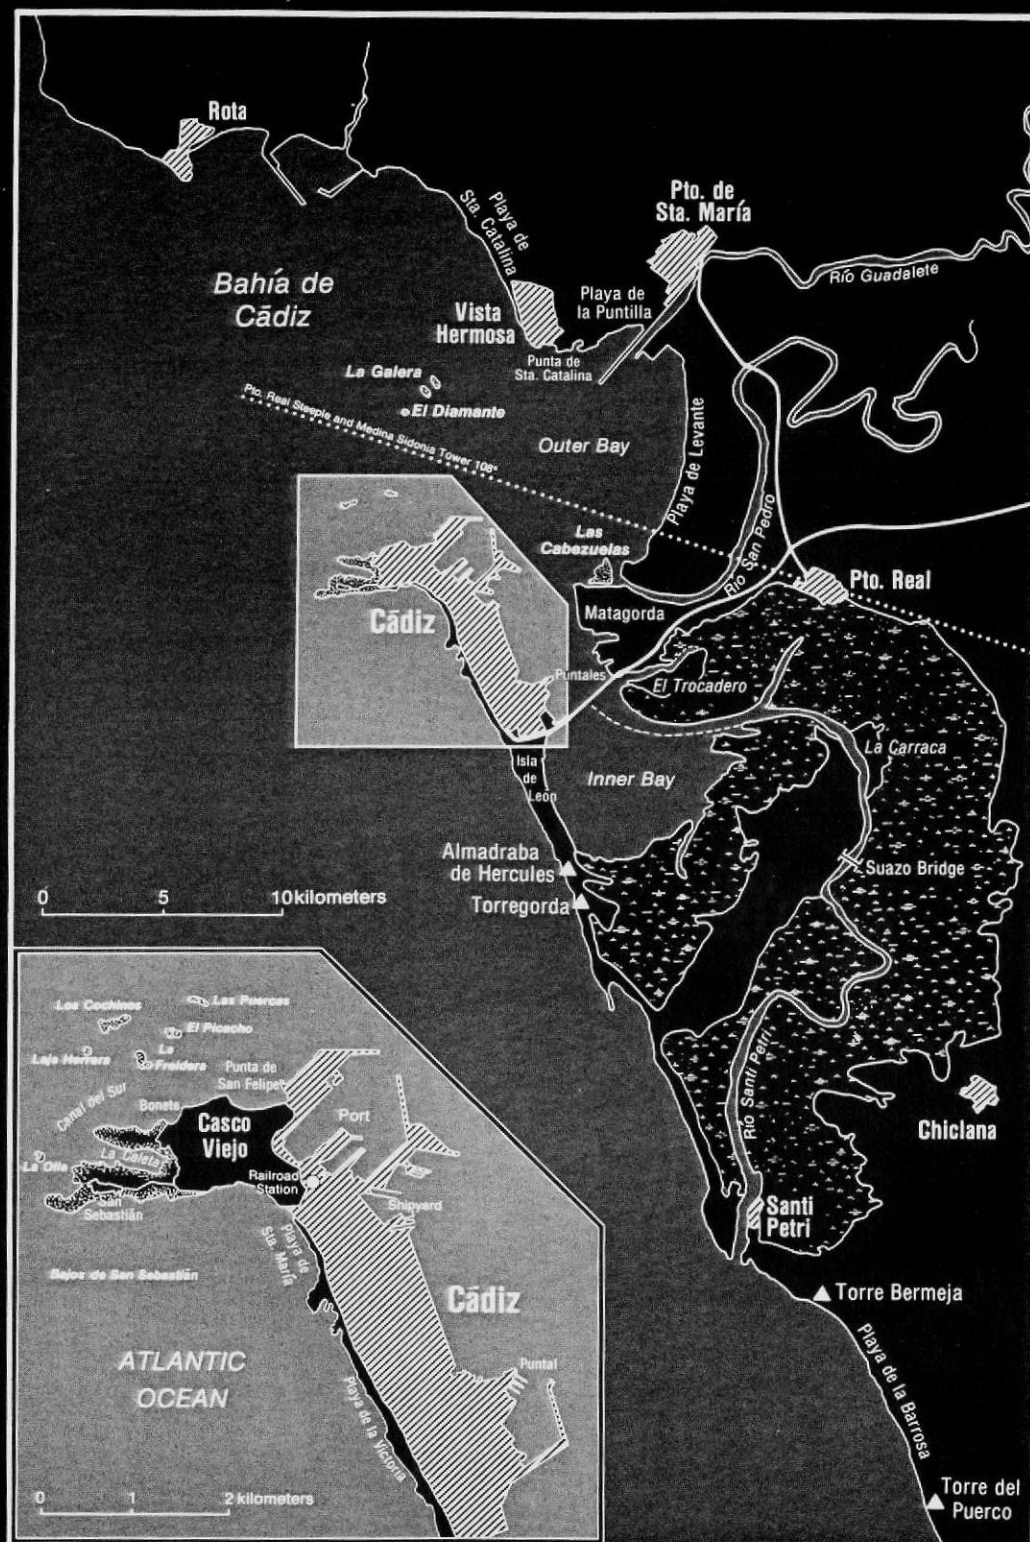 Rota
Playa de
Sta. Catalina
Pto. de
Sta. María
Río Guadalete
Bahía de
Cādiz
Vista
Hermosa
Playa de
la Puntilla
Punta de
Sta. Catalina
La Galera
El Diamante
Pto. Real Steeple and Medina Sidonia Tower 108°
Outer Bay
Playa de Levante
Las
Cabezuelas
Río San Pedro
Pto. Real
Matagorda
Cādiz
Puntales
El Trocadero
La Carraca
Isla
de
León
Inner Bay
Almadraba
de Hercules
Suazo Bridge
Torregorda
0 5 10 kilometers
Río Santi Petri
Chiclana
Santi
Petri
Torre Bermeja
Playa de la Barrosa
Torre del
Puerco
Los Cochinos
Las Puercas
El Picacho
Laja Herrera
La
Freidera
Punta de
San Felipe
Canal del Sur
Bonete
Casco
Viejo
Port
La Olla
La Caleta
Railroad
Station
San
Sebastián
Shipyard
Playa de
Sta. María
Bajos de San Sebastián
Cādiz
ATLANTIC
OCEAN
Puntal
Playa de la Victoria
0 1 2 kilometers